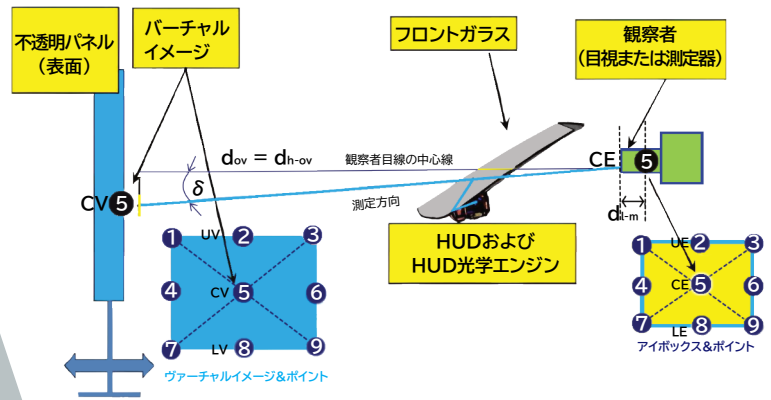 不透明パネル
（表面）
バーチャル
イメージ
フロントガラス
観察者
（目視または測定器）
dov = dh-ov
観察者目線の中心線
CE
5
δ
CV
5
測定方向
dl-m
HUDおよび
HUD光学エンジン
1
UV
2
3
4
CV
5
6
7
LV
8
9
ヴァーチャルイメージ&ポイント
1
UE
2
3
4
CE
5
6
7
LE
8
9
アイボックス&ポイント